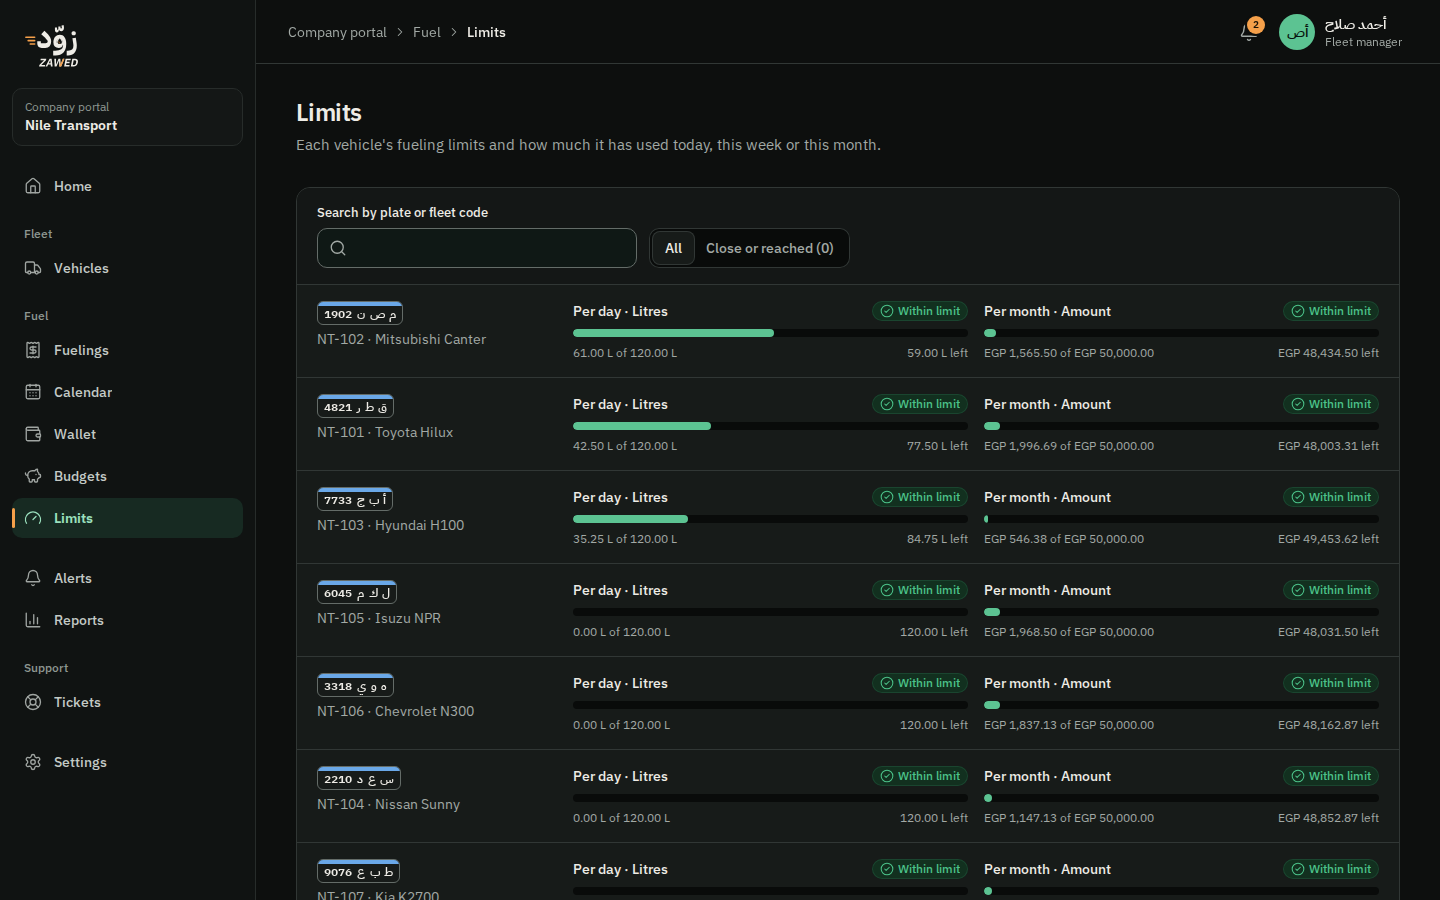 زوّد
ZAWED
Company portal
Nile Transport
Home
Fleet
Vehicles
Fuel
Fuelings
Calendar
Wallet
Budgets
Limits
Alerts
Reports
Support
Tickets
Settings
Company portal > Fuel > Limits
2
أص
أحمد صلاح
Fleet manager
Limits
Each vehicle's fueling limits and how much it has used today, this week or this month.
Search by plate or fleet code
All Close or reached (0)
1902 م ص ن
NT-102 · Mitsubishi Canter
Per day · Litres Within limit
61.00 L of 120.00 L 59.00 L left
Per month · Amount Within limit
EGP 1,565.50 of EGP 50,000.00 EGP 48,434.50 left
4821 ق ط ر
NT-101 · Toyota Hilux
Per day · Litres Within limit
42.50 L of 120.00 L 77.50 L left
Per month · Amount Within limit
EGP 1,996.69 of EGP 50,000.00 EGP 48,003.31 left
7733 أ ب ج
NT-103 · Hyundai H100
Per day · Litres Within limit
35.25 L of 120.00 L 84.75 L left
Per month · Amount Within limit
EGP 546.38 of EGP 50,000.00 EGP 49,453.62 left
6045 ل ك م
NT-105 · Isuzu NPR
Per day · Litres Within limit
0.00 L of 120.00 L 120.00 L left
Per month · Amount Within limit
EGP 1,968.50 of EGP 50,000.00 EGP 48,031.50 left
3318 ه و ي
NT-106 · Chevrolet N300
Per day · Litres Within limit
0.00 L of 120.00 L 120.00 L left
Per month · Amount Within limit
EGP 1,837.13 of EGP 50,000.00 EGP 48,162.87 left
2210 س ع د
NT-104 · Nissan Sunny
Per day · Litres Within limit
0.00 L of 120.00 L 120.00 L left
Per month · Amount Within limit
EGP 1,147.13 of EGP 50,000.00 EGP 48,852.87 left
9076 ط ب ع
NT-107 · Kia K2700
Per day · Litres Within limit
Per month · Amount Within limit